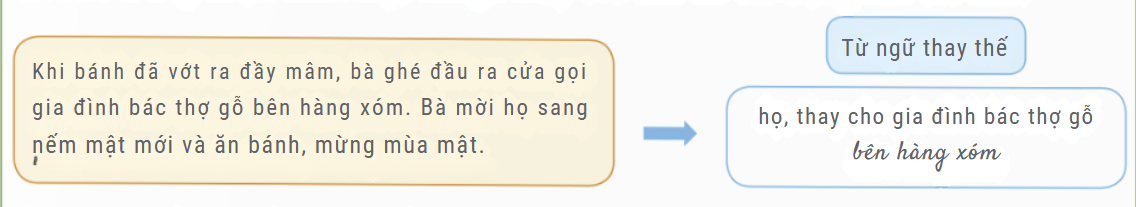 Khi bánh đã vớt ra đầy mâm, bà ghé đầu ra cửa gọi
gia đình bác thợ gỗ bên hàng xóm. Bà mời họ sang
nếm mật mới và ăn bánh, mừng mùa mật.
Từ ngữ thay thế
họ, thay cho gia đình bác thợ gỗ
bên hàng xóm